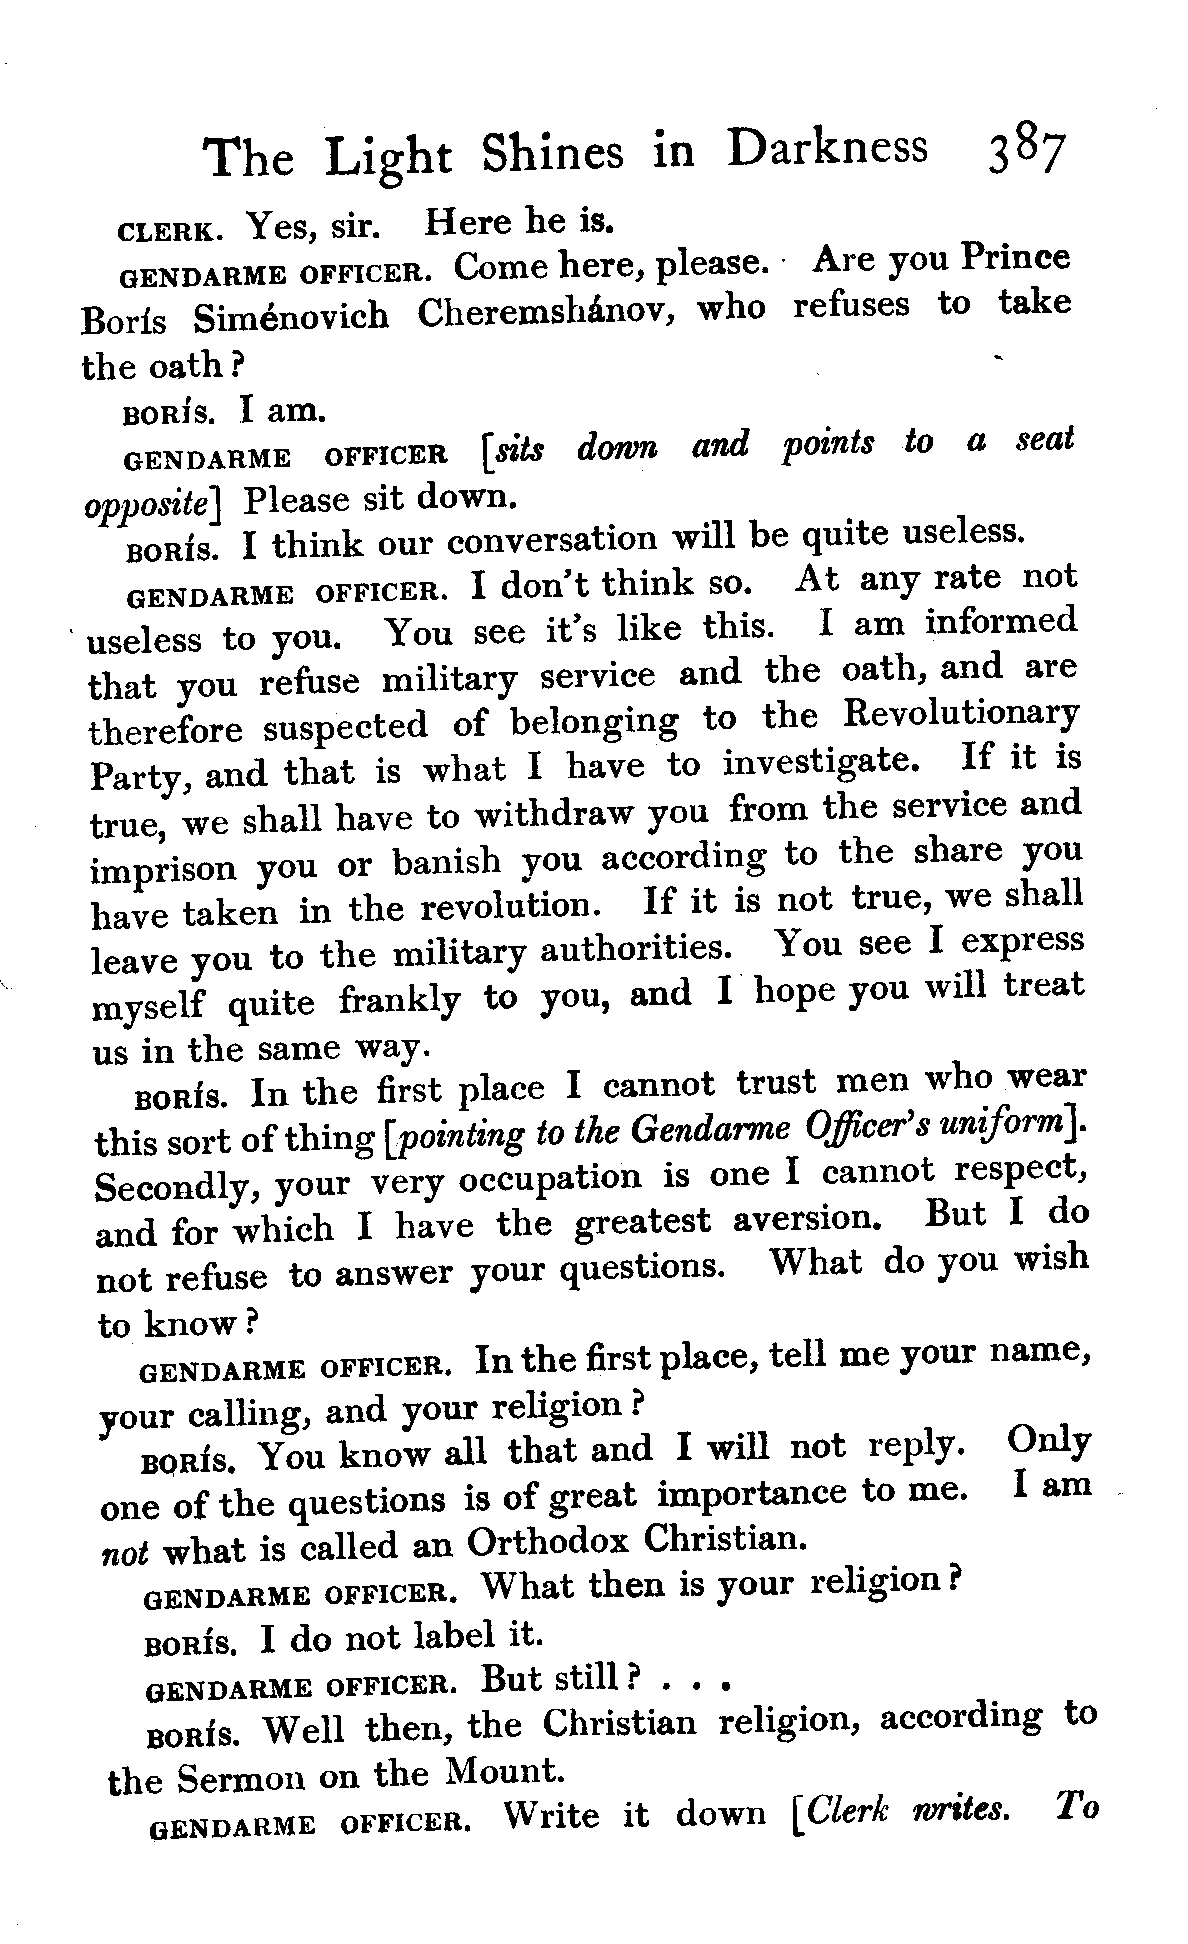 The Light Shines in Darkness 387
CLERK. Yes, sir. Here he is.
GENDARME OFFICER. Come here, please. Are you Prince
Borís Siménovich Cheremshánov, who refuses to take
the oath?
BORÍS. I am.
GENDARME OFFICER [sits down and points to a seat
opposite] Please sit down.
BORÍS. I think our conversation will be quite useless.
GENDARME OFFICER. I don't think so. At any rate not
useless to you. You see it's like this. I am informed
that you refuse military service and the oath, and are
therefore suspected of belonging to the Revolutionary
Party, and that is what I have to investigate. If it is
true, we shall have to withdraw you from the service and
imprison you or banish you according to the share you
have taken in the revolution. If it is not true, we shall
leave you to the military authorities. You see I express
myself quite frankly to you, and I hope you will treat
us in the same way.
BORÍS. In the first place I cannot trust men who wear
this sort of thing [pointing to the Gendarme Officer's uniform].
Secondly, your very occupation is one I cannot respect,
and for which I have the greatest aversion. But I do
not refuse to answer your questions. What do you wish
to know?
GENDARME OFFICER. In the first place, tell me your name,
your calling, and your religion?
BORÍS. You know all that and I will not reply. Only
one of the questions is of great importance to me. I am
not what is called an Orthodox Christian.
GENDARME OFFICER. What then is your religion?
BORÍS. I do not label it.
GENDARME OFFICER. But still? . . .
BORÍS. Well then, the Christian religion, according to
the Sermon on the Mount.
GENDARME OFFICER. Write it down [Clerk writes. To